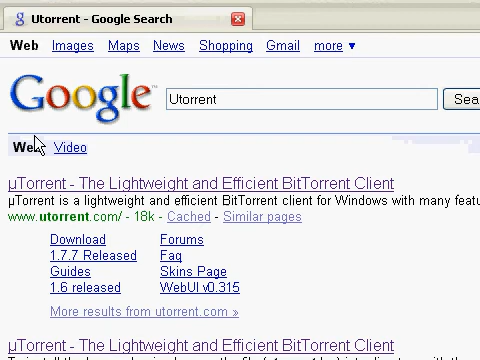 Utorrent - Google Search
Web Images Maps News Shopping Gmail more ▼
Google™
Utorrent
Web Video
µTorrent - The Lightweight and Efficient BitTorrent Client
µTorrent is a lightweight and efficient BitTorrent client for Windows with many
www.utorrent.com/ - 18k - Cached - Similar pages
Download Forums
1.7.7 Released Faq
Guides Skins Page
1.6 released WebUI v0.315
More results from utorrent.com »
µTorrent - The Lightweight and Efficient BitTorrent Client